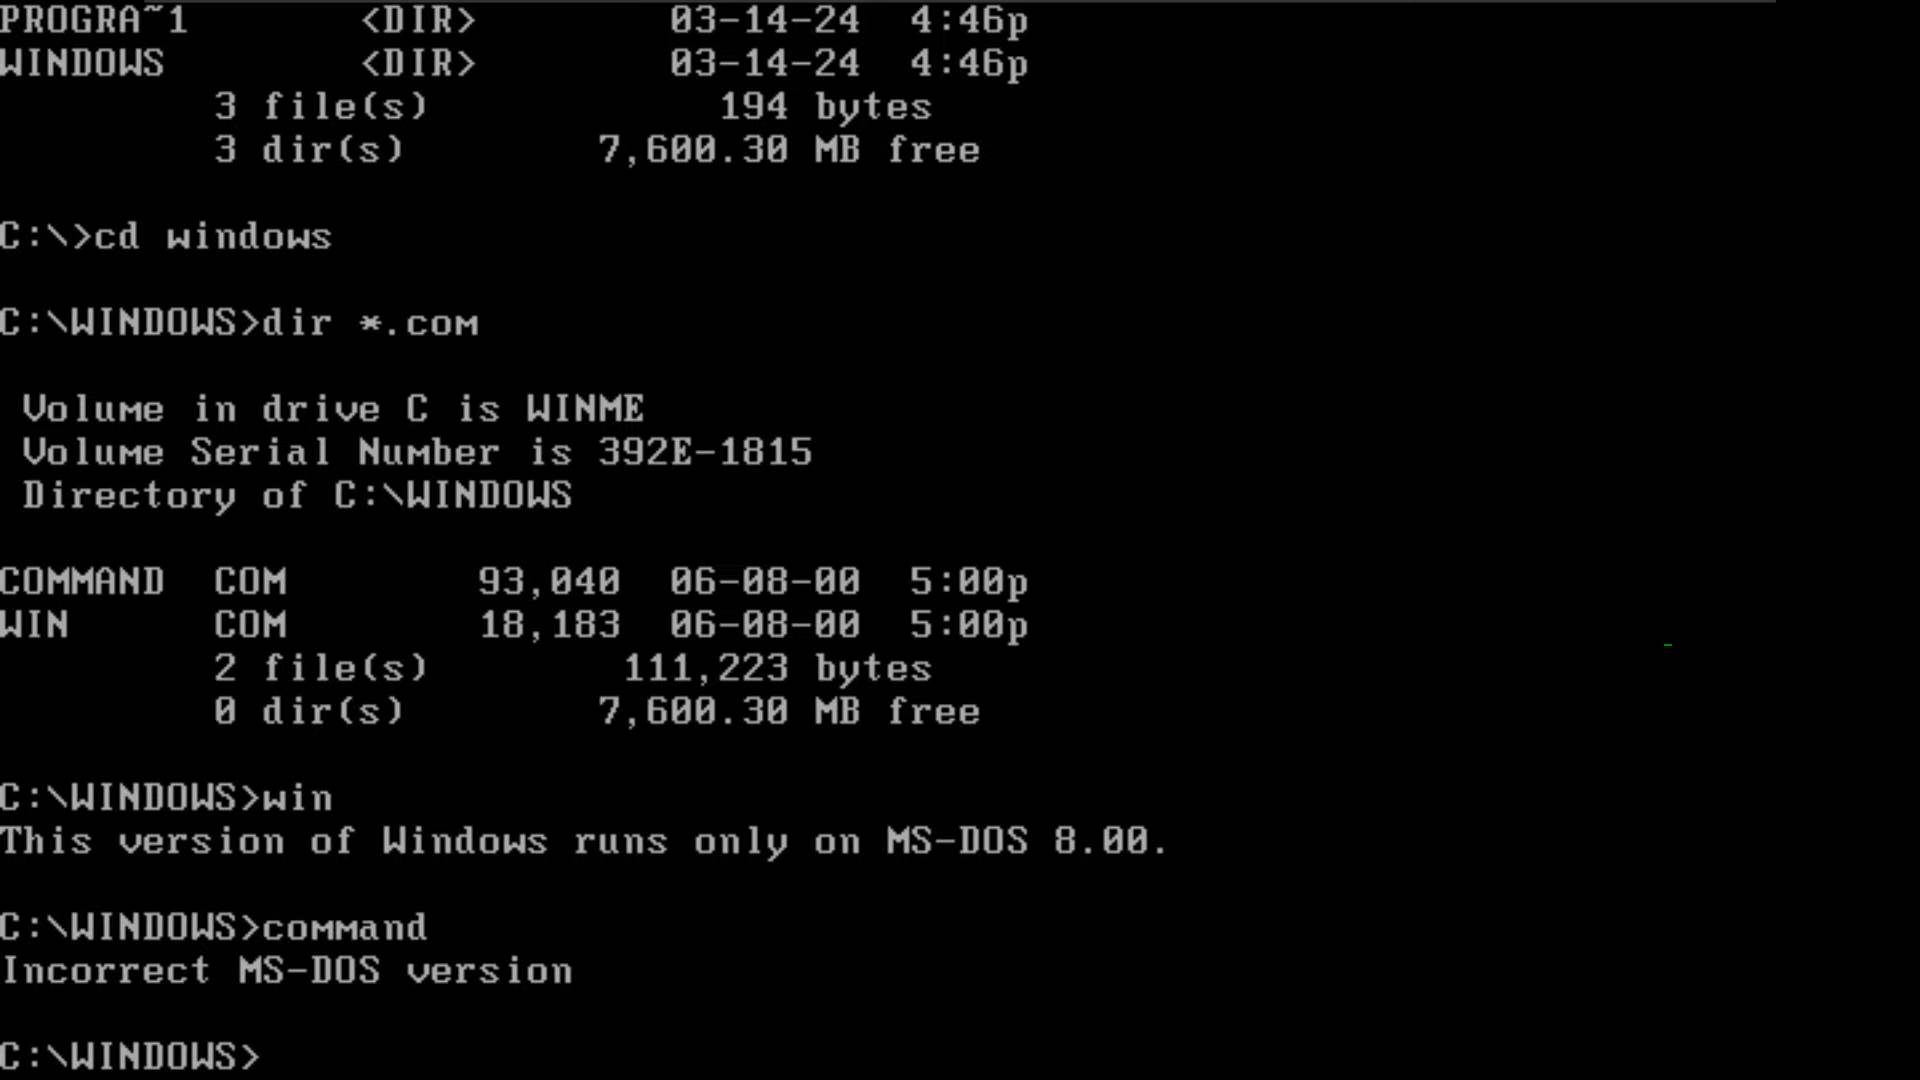 PROGRA~1 <DIR> 03-14-24 4:46p
WINDOWS <DIR> 03-14-24 4:46p
3 file(s) 194 bytes
3 dir(s) 7,600.30 MB free
C:\>cd windows
C:\WINDOWS>dir *.com
Volume in drive C is WINME
Volume Serial Number is 392E-1815
Directory of C:\WINDOWS
COMMAND COM 93,040 06-08-00 5:00p
WIN COM 18,183 06-08-00 5:00p
2 file(s) 111,223 bytes
0 dir(s) 7,600.30 MB free
C:\WINDOWS>win
This version of Windows runs only on MS-DOS 8.00.
C:\WINDOWS>command
Incorrect MS-DOS version
C:\WINDOWS>